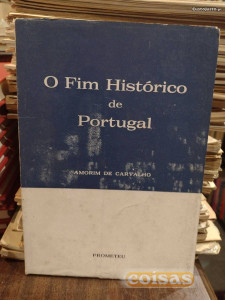 O Fim Histórico
de
Portugal
AMORIM DE CARVALHO
PROMETEU
coisas